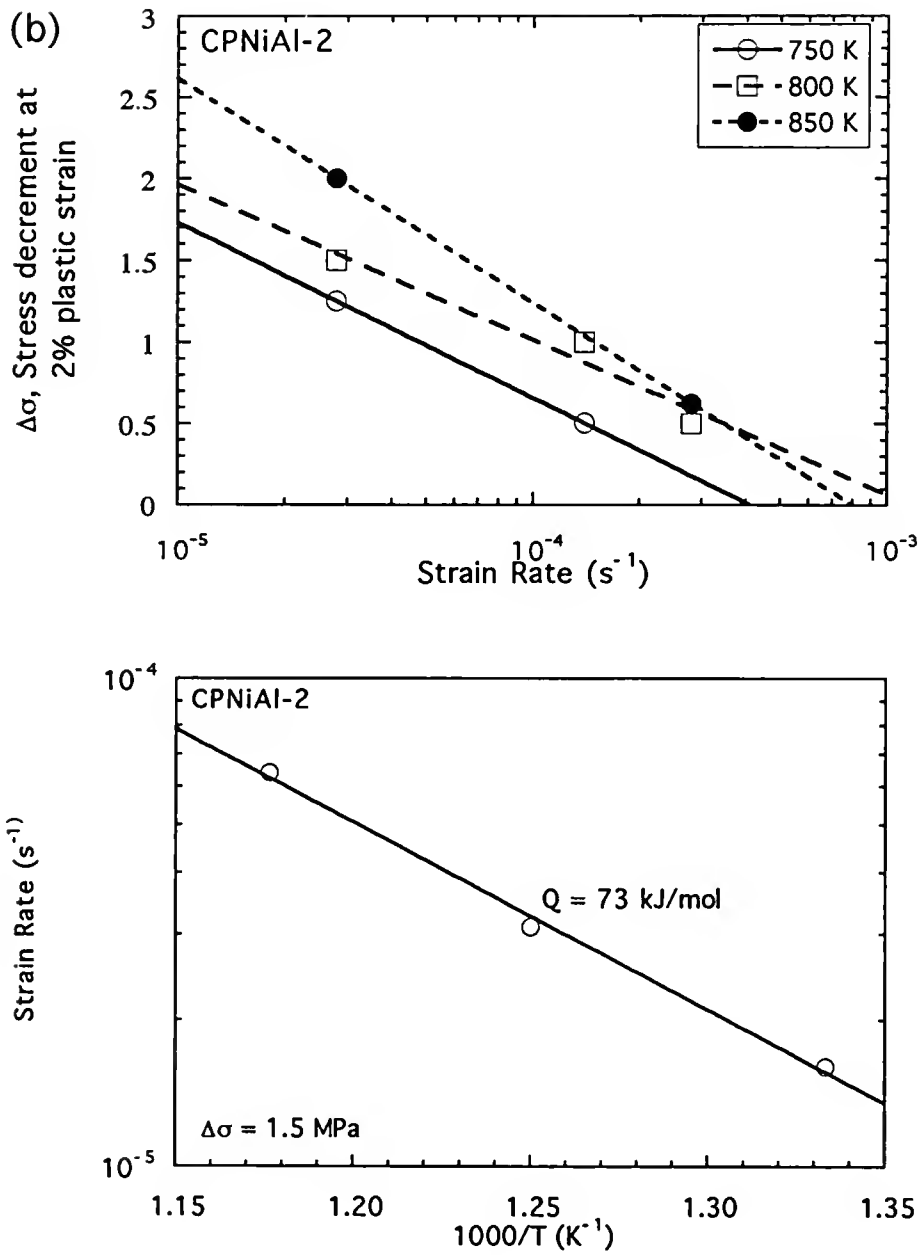 (b)
CPNiAl-2
750 K
800 K
850 K
Δσ, Stress decrement at
2% plastic strain
3
2.5
2
1.5
1
0.5
0
10⁻⁵
10⁻⁴
10⁻³
Strain Rate (s⁻¹)
CPNiAl-2
Strain Rate (s⁻¹)
10⁻⁴
10⁻⁵
Q = 73 kJ/mol
Δσ = 1.5 MPa
1.15
1.20
1.25
1.30
1.35
1000/T (K⁻¹)